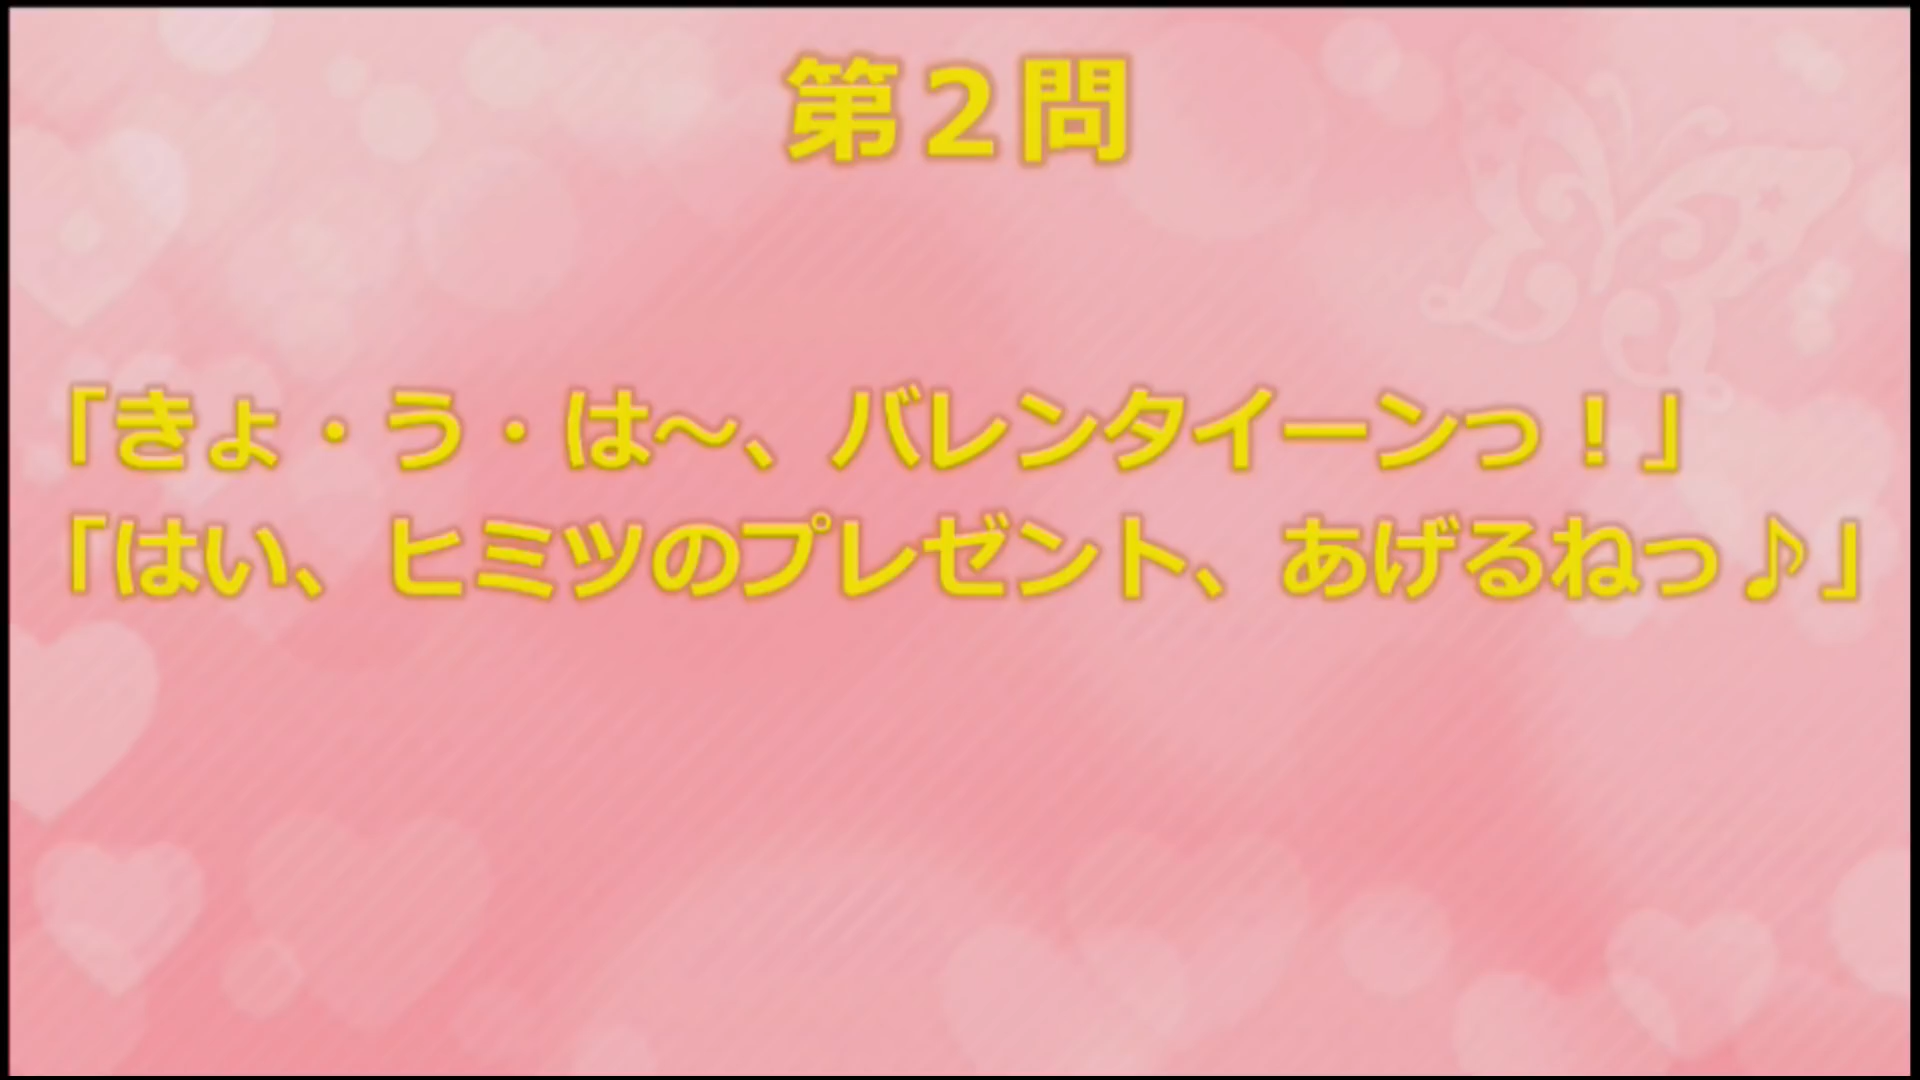 第２問
「きょ・う・は～、バレンタイーンっ！」
「はい、ヒミツのプレゼント、あげるねっ♪」